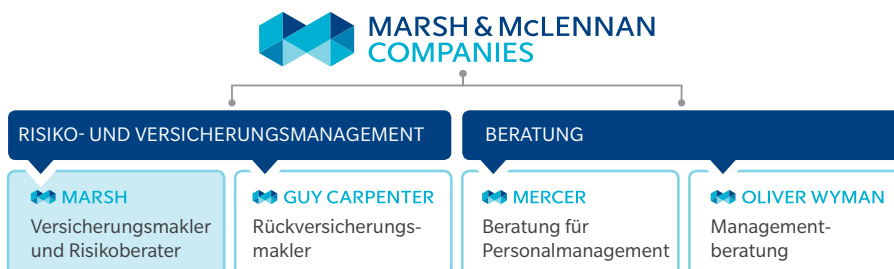 MARSH & McLENNAN
COMPANIES
RISIKO- UND VERSICHERUNGSMANAGEMENT
BERATUNG
MARSH
Versicherungsmakler
und Risikoberater
GUY CARPENTER
Rückversicherungs-
makler
MERCER
Beratung für
Personalmanagement
OLIVER WYMAN
Management-
beratung